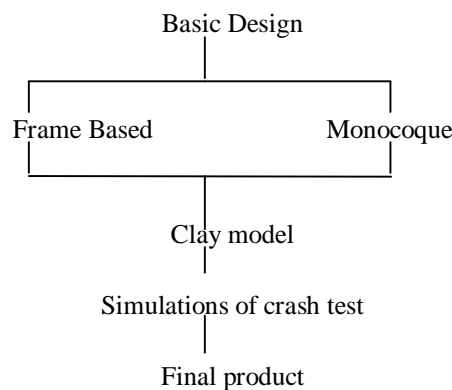 Basic Design
Frame Based
Monocoque
Clay model
Simulations of crash test
Final product